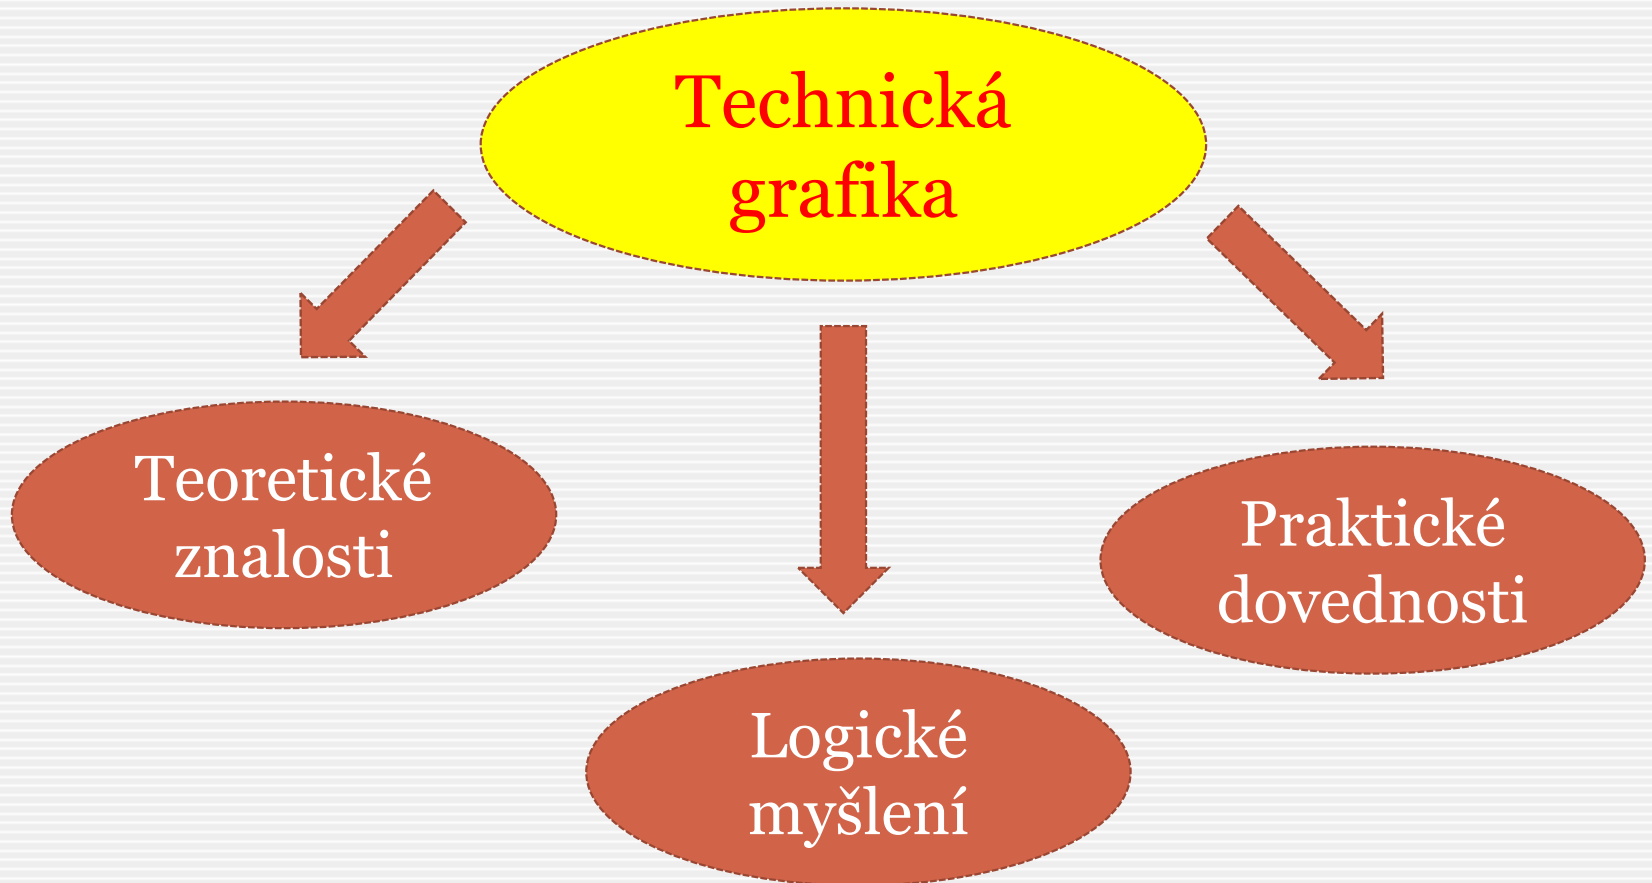 Technická
grafika
Teoretické
znalosti
Praktické
dovednosti
Logické
myšlení